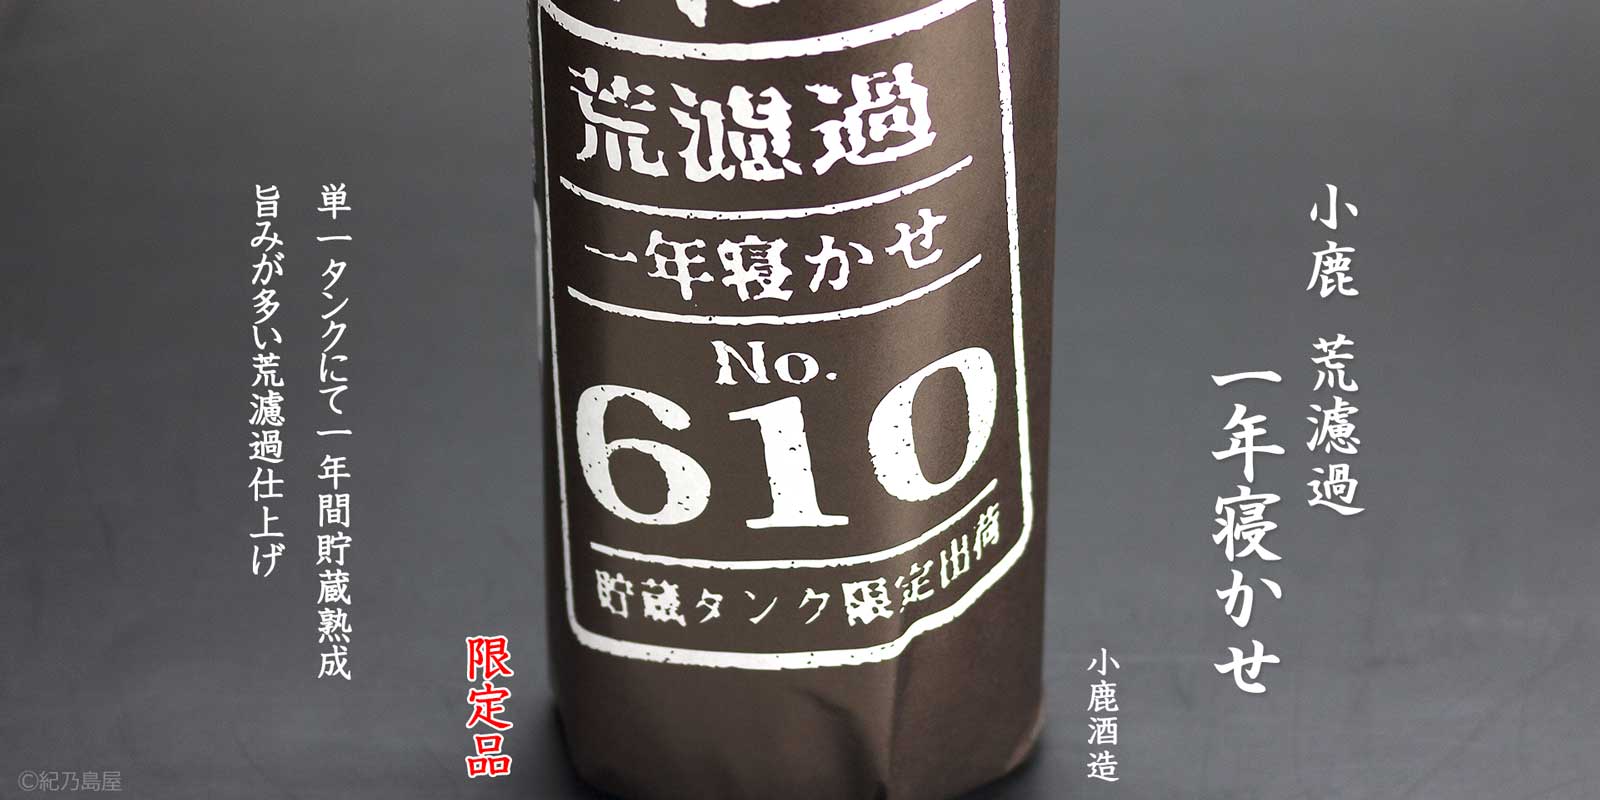 小鹿 荒濾過
一年寝かせ
小鹿酒造
荒濾過
一年寝かせ
No.
610
貯蔵タンク限定出荷
限定品
単一タンクにて一年間貯蔵熟成
旨みが多い荒濾過仕上げ
©紀乃島屋